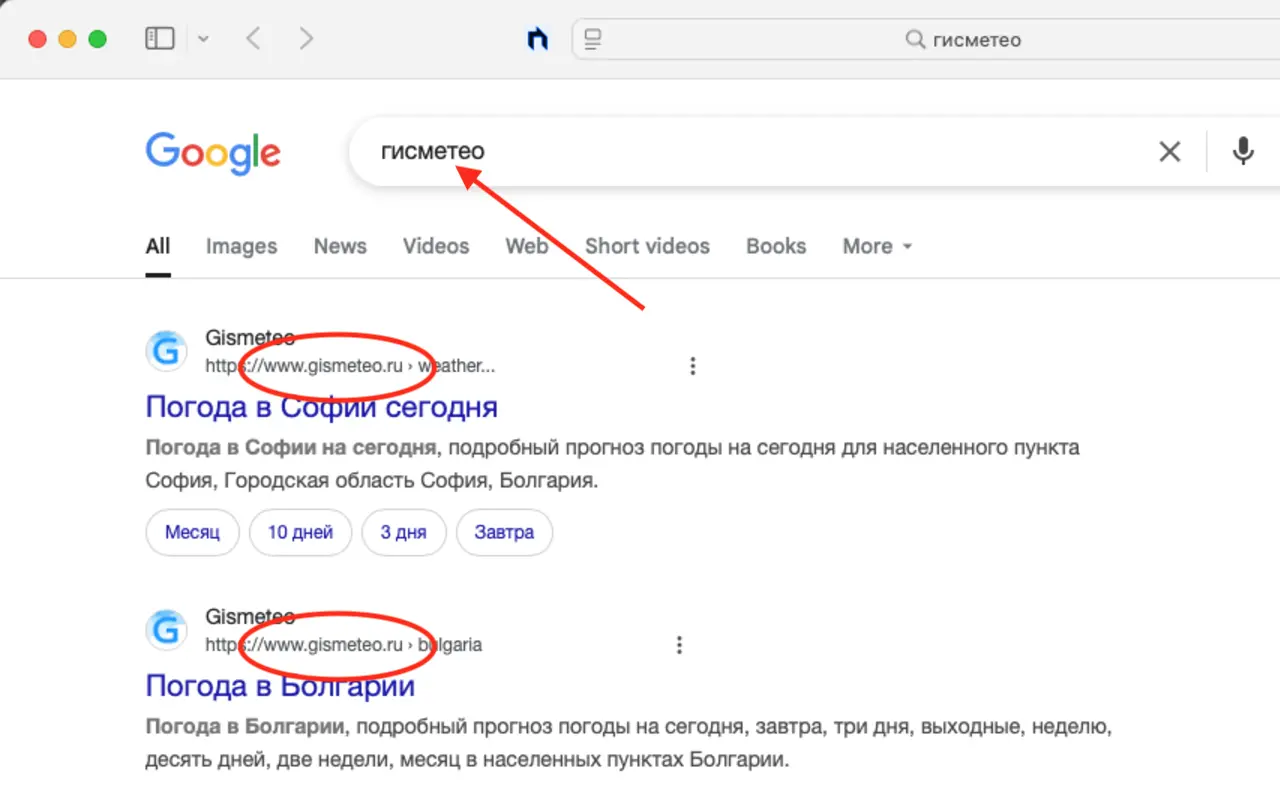 гисметео
Google
гисметео
All Images News Videos Web Short videos Books More
Gismeteo
https://www.gismeteo.ru › weather...
Погода в Софии сегодня
Погода в Софии на сегодня, подробный прогноз погоды на сегодня для населенного пункта
София, Городская область София, Болгария.
Месяц 10 дней 3 дня Завтра
Gismeteo
https://www.gismeteo.ru › bulgaria
Погода в Болгарии
Погода в Болгарии, подробный прогноз погоды на сегодня, завтра, три дня, выходные, неделю,
десять дней, две недели, месяц в населенных пунктах Болгарии.